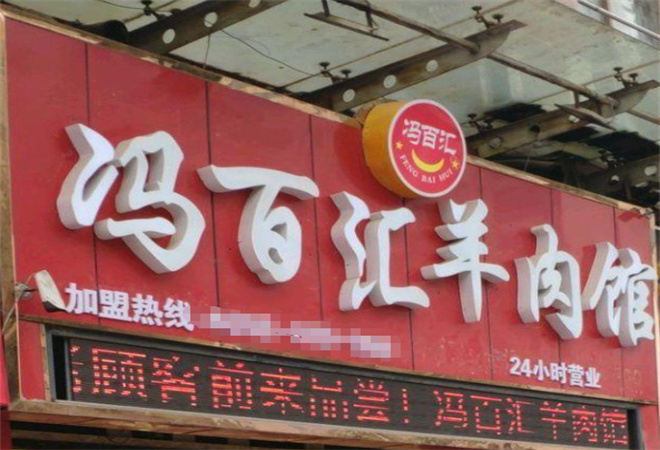 冯百汇
FENG BAI HUI
冯百汇羊肉馆
加盟热线
24小时营业
顾客前来品尝！冯百汇羊肉馆